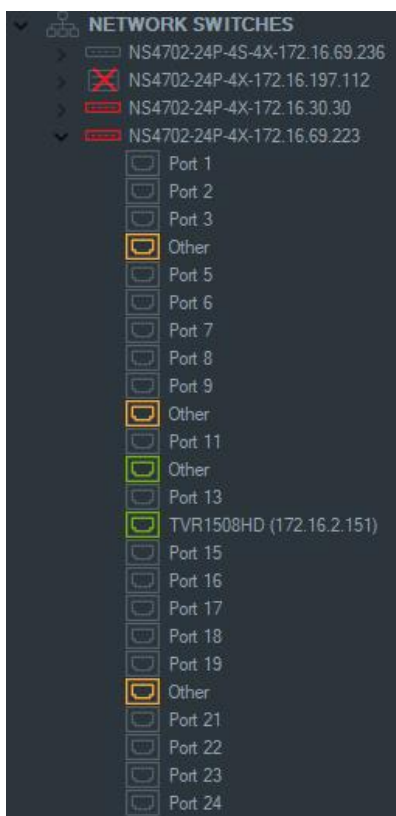 NETWORK SWITCHES
NS4702-24P-4S-4X-172.16.69.236
NS4702-24P-4X-172.16.197.112
NS4702-24P-4X-172.16.30.30
NS4702-24P-4X-172.16.69.223
Port 1
Port 2
Port 3
Other
Port 5
Port 6
Port 7
Port 8
Port 9
Other
Port 11
Other
Port 13
TVR1508HD (172.16.2.151)
Port 15
Port 16
Port 17
Port 18
Port 19
Other
Port 21
Port 22
Port 23
Port 24